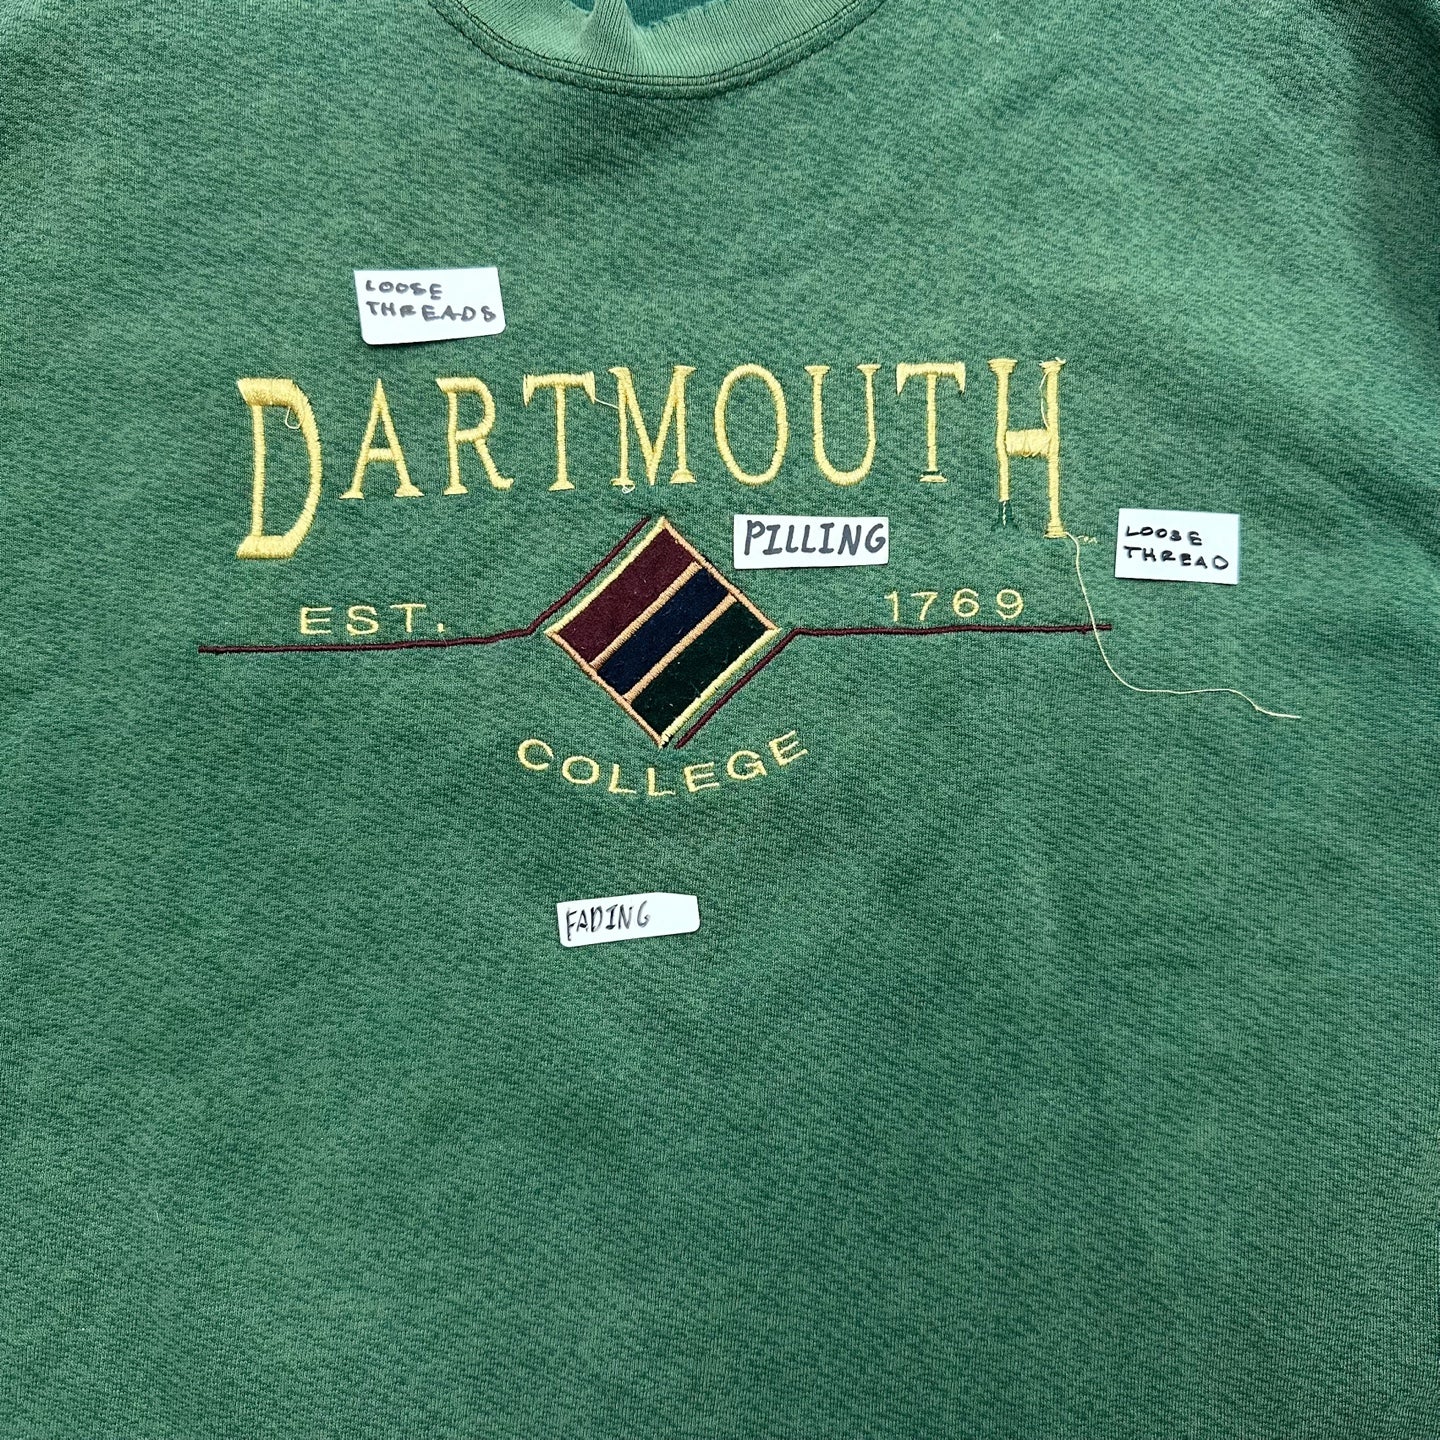 LOOSE
THREADS
DARTMOUTH
PILLING
LOOSE
THREAD
EST. 1769
COLLEGE
FADING